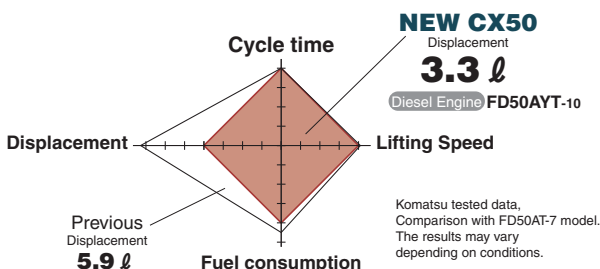 NEW CX50
Displacement
3.3 ℓ
Diesel Engine FD50AYT-10
Cycle time
Displacement
Lifting Speed
Previous
Displacement
5.9 ℓ
Fuel consumption
Komatsu tested data,
Comparison with FD50AT-7 model.
The results may vary
depending on conditions.